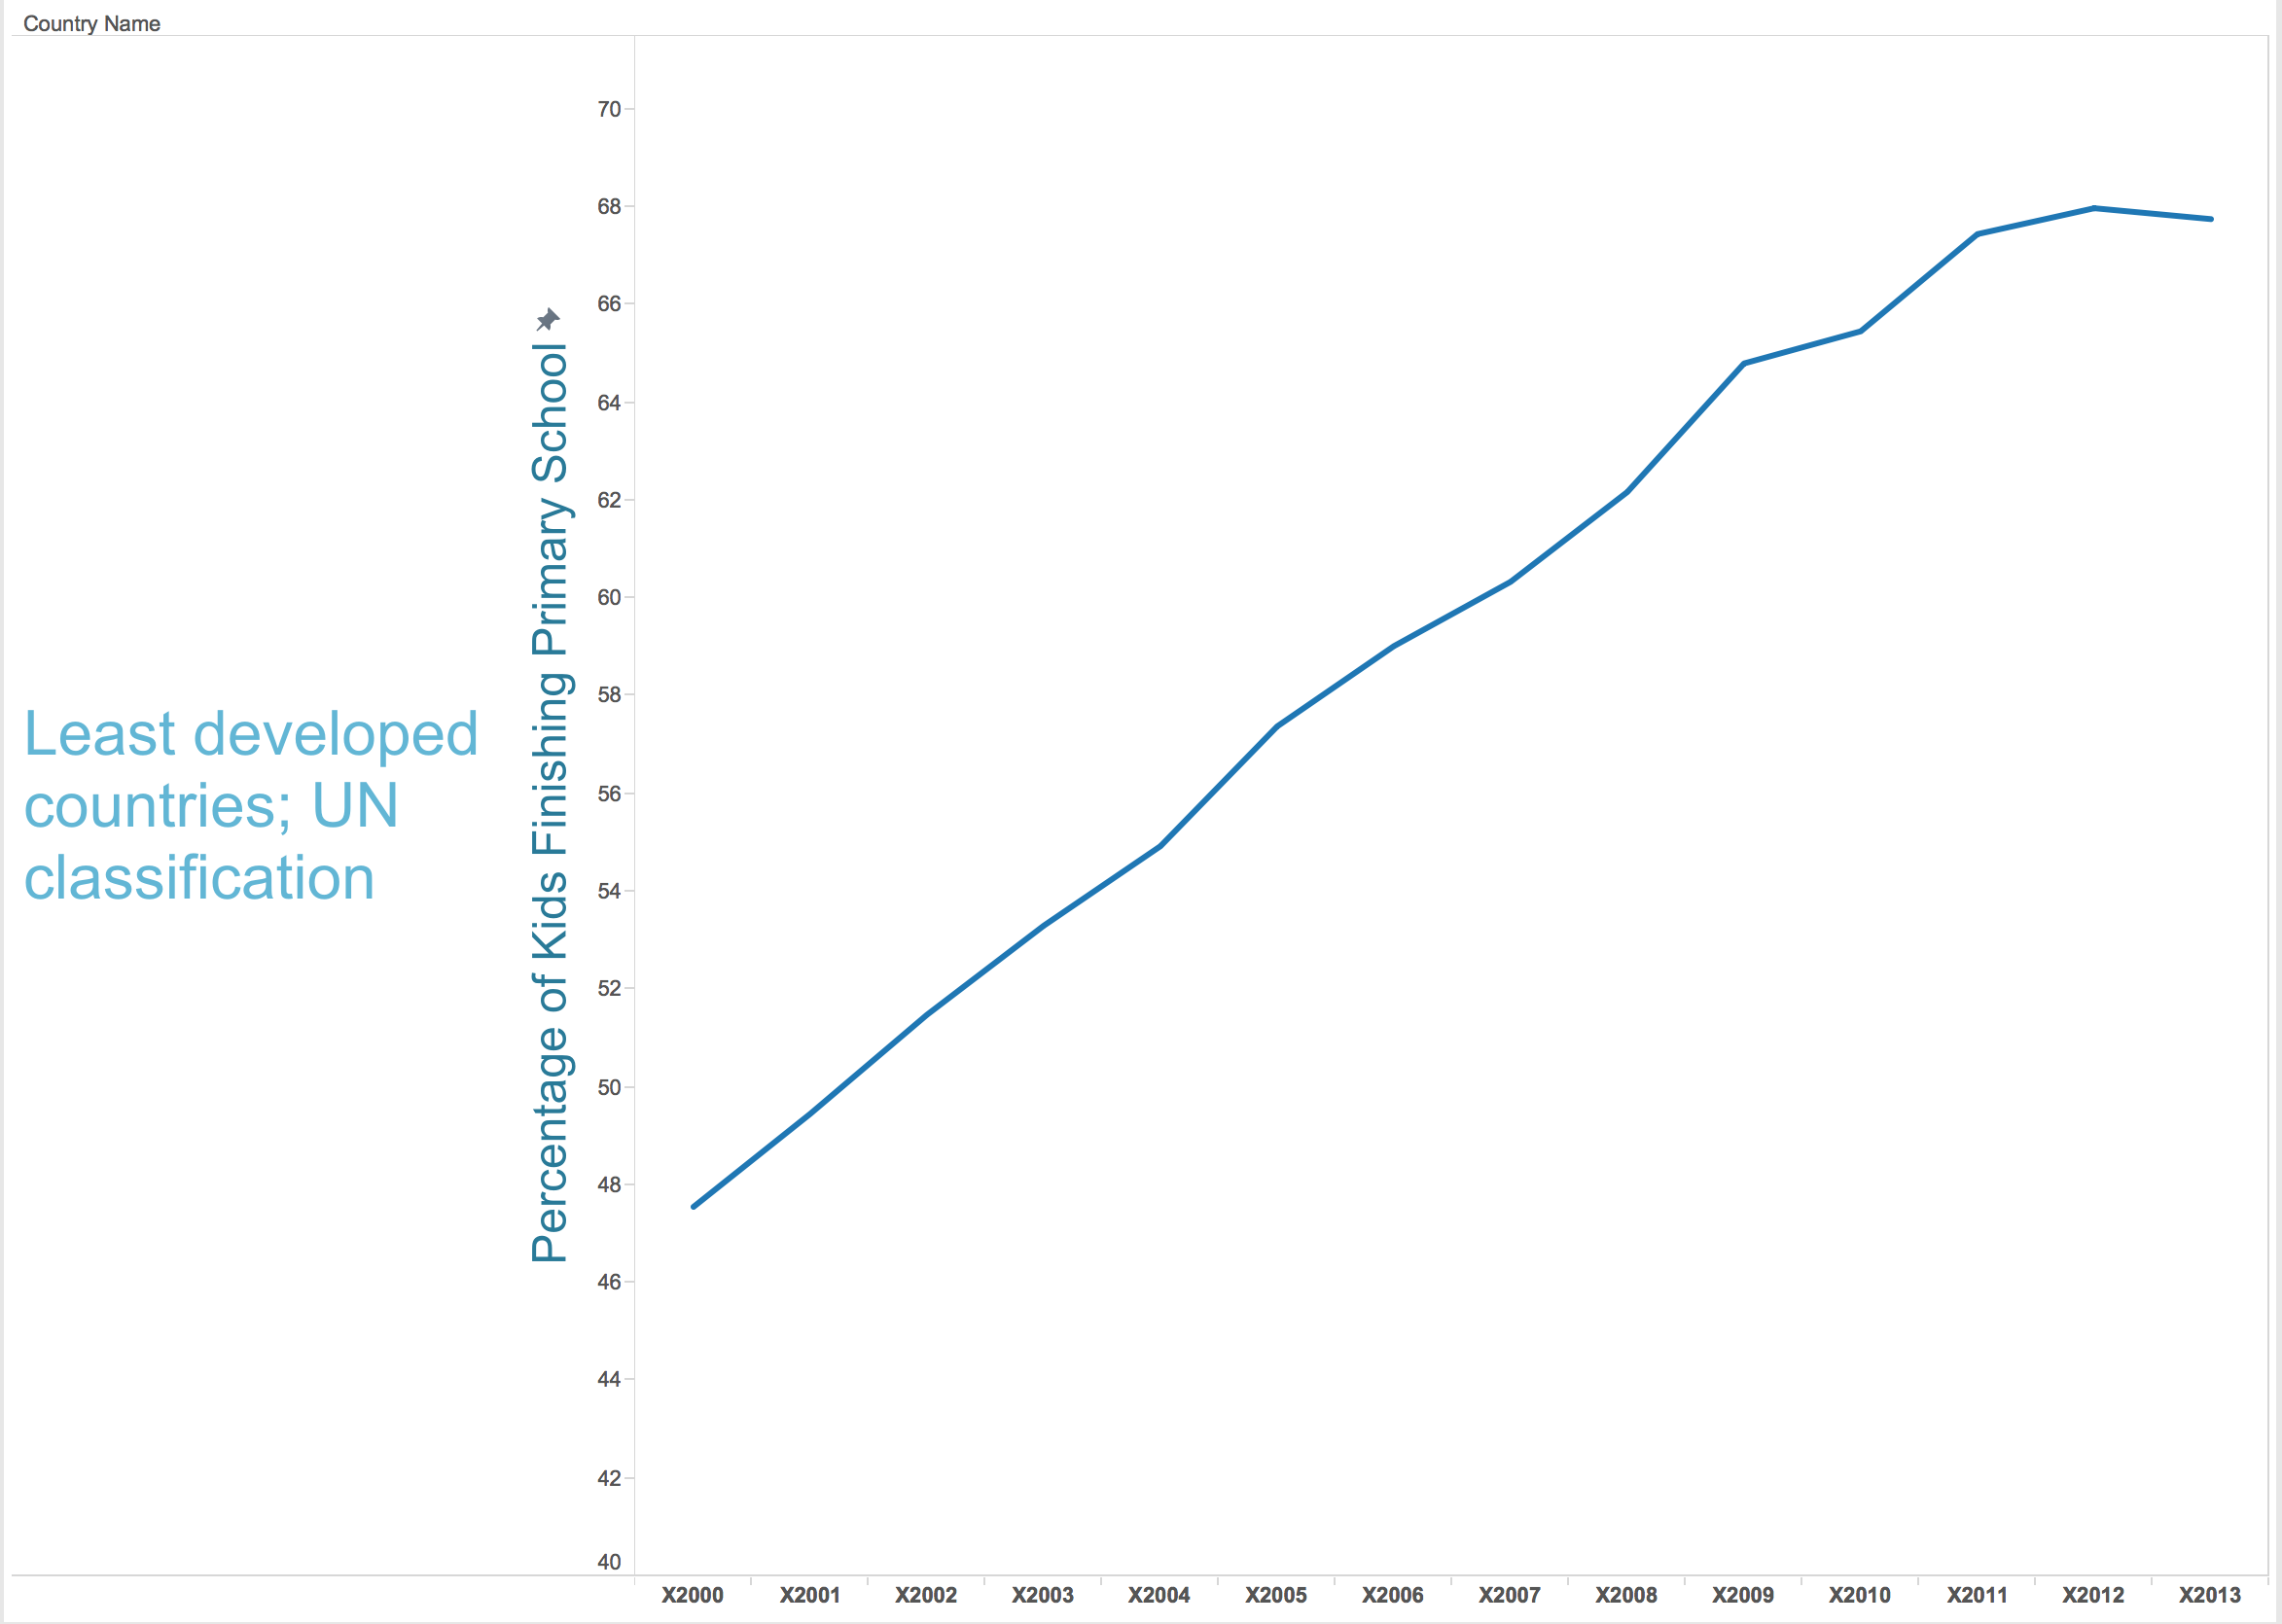 Country Name
Least developed
countries; UN
classification
Percentage of Kids Finishing Primary School
70
68
66
64
62
60
58
56
54
52
50
48
46
44
42
40
X2000 X2001 X2002 X2003 X2004 X2005 X2006 X2007 X2008 X2009 X2010 X2011 X2012 X2013